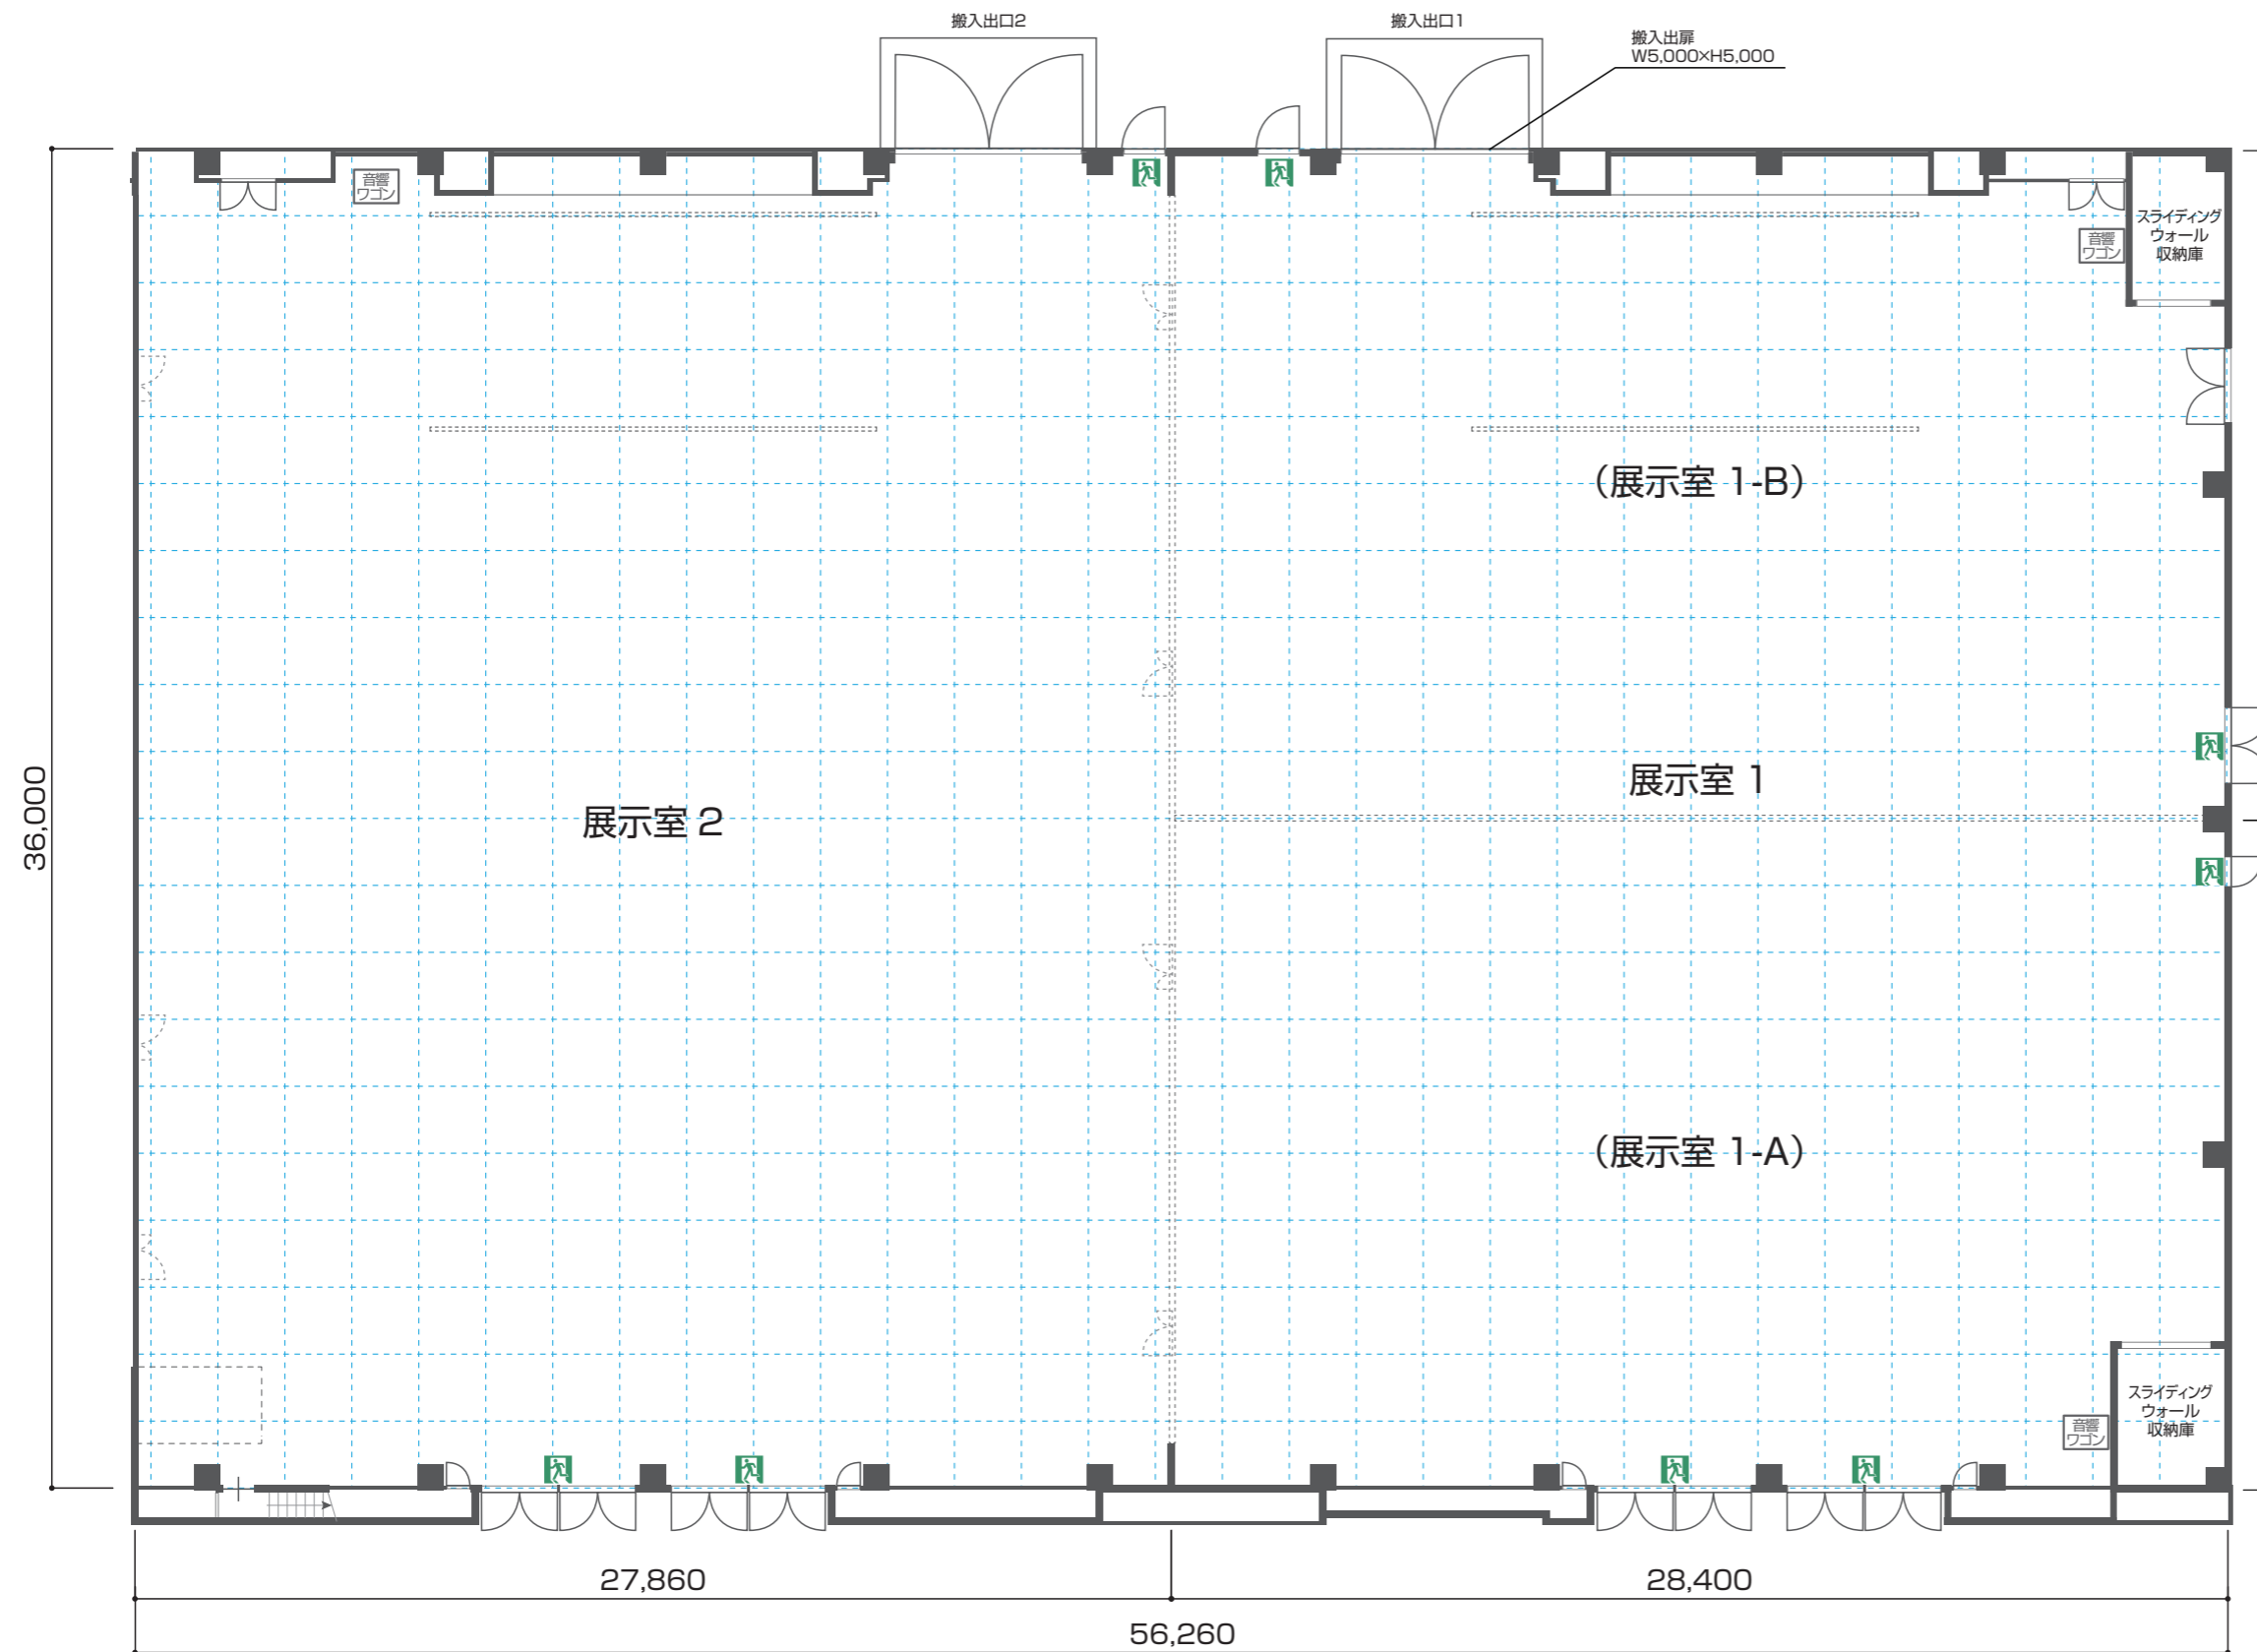 搬入出口2
搬入出口1
搬入出扉
W5,000×H5,000
音響
ワゴン
スライディング
ウォール
収納庫
音響
ワゴン
（展示室 1-B）
展示室 1
展示室 2
36,000
（展示室 1-A）
スライディング
ウォール
収納庫
音響
ワゴン
27,860
28,400
56,260